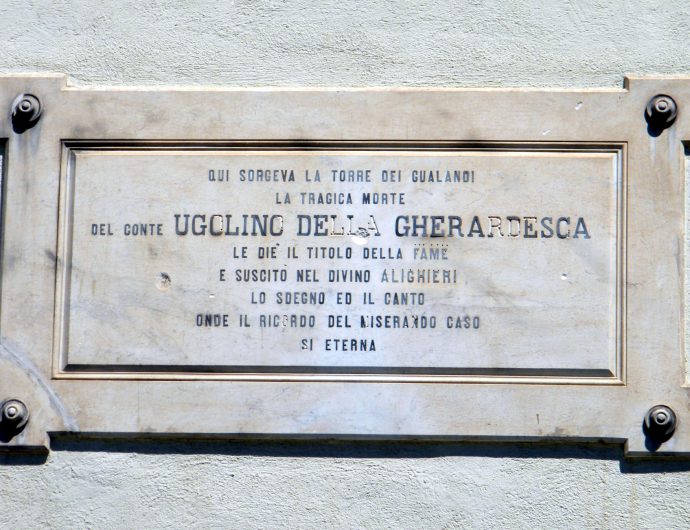 QUI SORGEVA LA TORRE DEI GUALANDI
LA TRAGICA MORTE
DEL CONTE UGOLINO DELLA GHERARDESCA
LE DIE' IL TITOLO DELLA FAME
E SUSCITÒ NEL DIVINO ALIGHIERI
LO SDEGNO ED IL CANTO
ONDE IL RICORDO DEL MISERANDO CASO
SI ETERNA